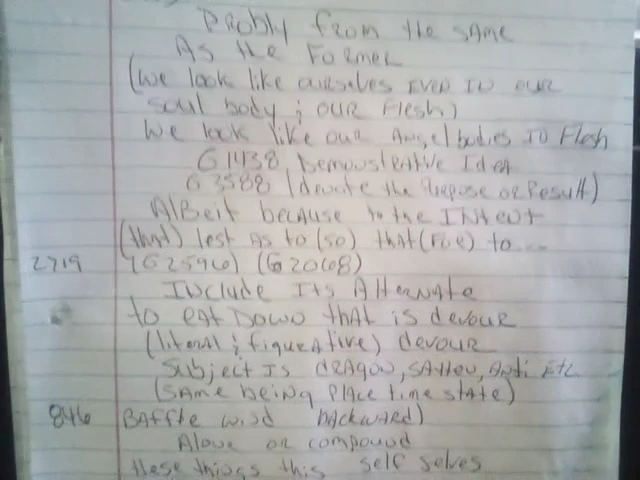 Probly from the same
As the Former
(We look like ourselves EVEN IN OUR
soul body ; our Flesh)
We look like our Angel bodies to Flesh
G1438 Demonstrative Idea
G3588 (denote the Purpose or Result)
AlBeit because to the INtent
(that) lest as to (so) that (FOE) to...
2719 (G2596) (G2068)
INclude Its Alternate
to eat DOWN that is devour
(literal ; figurative) devour
Subject Is dragon, Satten, Anti Etc
(same being place time state)
846 BAffle wind backward)
Alone or compound
these things this self selves